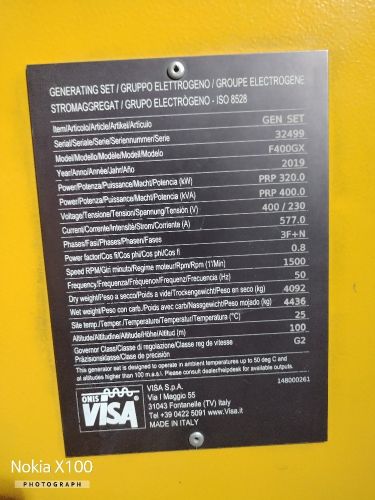 GENERATING SET / GRUPPO ELETTROGENO / GROUPE ELECTROGENE
STROMAGGREGAT / GRUPO ELECTRÒGENO - ISO 8528
Item/Articolo/Article/Artikel/Artículo GEN SET
Serial/Seriale/Serie/Seriennummer/Serie 32499
Model/Modello/Modèle/Modell/Modelo F400GX
Year/Anno/Année/Jahr/Año 2019
Power/Potenza/Puissance/Macht/Potencia (kW) PRP 320.0
Power/Potenza/Puissance/Macht/Potencia (kVA) PRP 400.0
Voltage/Tensione/Tension/Spannung/Tensión (V) 400 / 230
Current/Corrente/Intensité/Strom/Corriente (A) 577.0
Phases/Fasi/Phases/Phasen/Fases 3F+N
Power factor/Cos fi/Cos phi/Cos phi/Cos fi 0.8
Speed RPM/Giri minuto/Regime moteur/Rpm/Rpm (1'/Min) 1500
Frequency/Frequenza/Fréquence/Frequenz/Frecuencia (Hz) 50
Dry weight/Peso a secco/Poids à vide/Trockengewicht/Peso en seco (kg) 4092
Wet weight/Peso con carb./Poids avec carb/Nassgewicht/Peso mojado (kg) 4436
Site temp./Temper./Temperature/Temperatur/Temperatura (°C) 25
Altitud/Altitudine/Altitude/Altitud/Altitud (m) 100
Governor Class/Classe di regolazione/Classe reg de vitesse G2
Präzisionsklasse/Clase de precisión
This generator set is designed to operate in ambient temperatures up to 50 deg C and
at altitudes higher than 100 m a.s.l. Please consult dealer/helpdesk for available outputs.
148000261
ONIS
VISA
VISA S.p.A.
Via I Maggio 55
31043 Fontanelle (TV) Italy
Tel +39 0422 5091 www.Visa.it
MADE IN ITALY
Nokia X100
PHOTOGRAPH